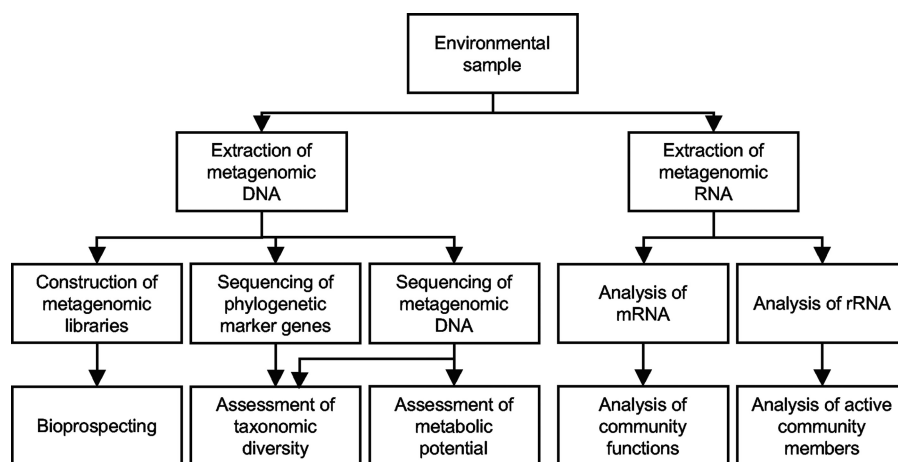 Environmental
sample
Extraction of
metagenomic
DNA
Extraction of
metagenomic
RNA
Construction of
metagenomic
libraries
Sequencing of
phylogenetic
marker genes
Sequencing of
metagenomic
DNA
Analysis of
mRNA
Analysis of rRNA
Bioprospecting
Assessment of
taxonomic
diversity
Assessment of
metabolic
potential
Analysis of
community
functions
Analysis of active
community
members